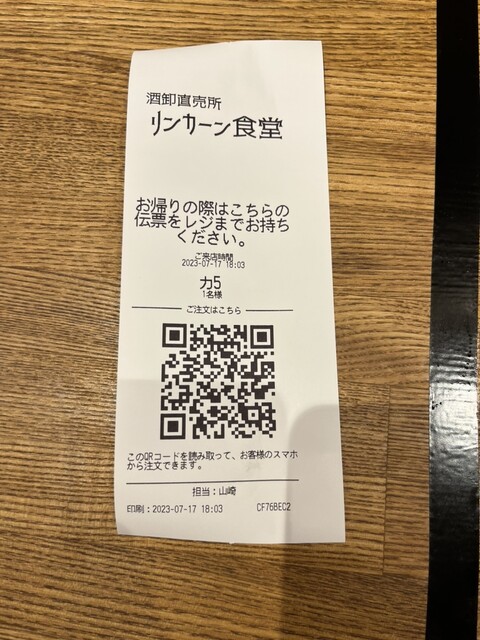 酒卸直売所
リンカーン食堂
お帰りの際はこちらの
伝票をレジまでお持ち
ください。
ご来店時間
2023-07-17 18:03
カ5
1名様
ご注文はこちら
このQRコードを読み取って、お客様のスマホ
から注文できます。
担当：山崎
印刷：2023-07-17 18:03 CF76BEC2